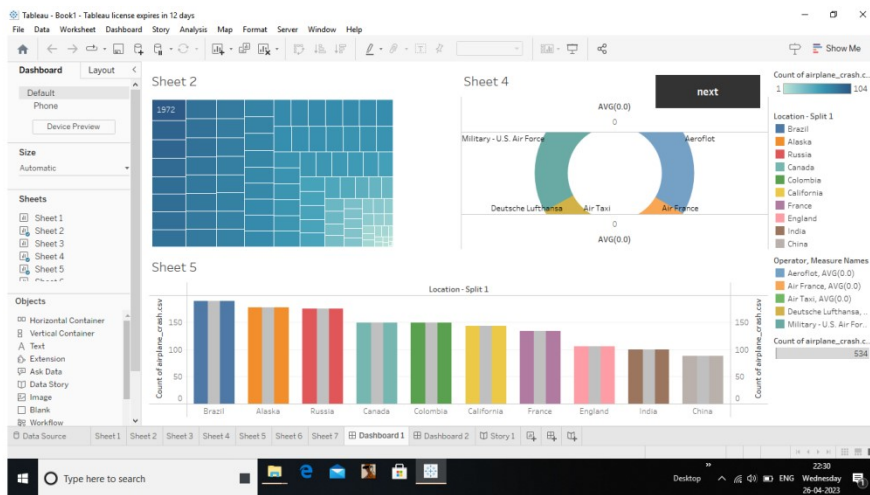 Tableau - Book1 - Tableau license expires in 12 days
File Data Worksheet Dashboard Story Analysis Map Format Server Window Help
Show Me
Dashboard Layout
Default
Phone
Device Preview
Size
Automatic
Sheets
Sheet 1
Sheet 2
Sheet 3
Sheet 4
Sheet 5
Objects
Horizontal Container
Vertical Container
Text
Extension
Ask Data
Data Story
Image
Blank
Workflow
Sheet 2
1972
Sheet 4
next
AVG(0.0)
0
Military - U.S. Air Force
Aeroflot
Deutsche Lufthansa
Air Taxi
Air France
0
AVG(0.0)
Sheet 5
Location - Split 1
Count of airplane_crash.csv
150
100
50
0
Brazil Alaska Russia Canada Colombia California France England India China
150
100
50
0
Count of airplane_crash.csv
Count of airplane_crash.c..
1 104
Location - Split 1
Brazil
Alaska
Russia
Canada
Colombia
California
France
England
India
China
Operator, Measure Names
Aeroflot, AVG(0.0)
Air France, AVG(0.0)
Air Taxi, AVG(0.0)
Deutsche Lufthansa, ..
Military - U.S. Air For..
Count of airplane_crash.c..
534
Data Source Sheet 1 Sheet 2 Sheet 3 Sheet 4 Sheet 5 Sheet 6 Sheet 7 Dashboard 1 Dashboard 2 Story 1
Type here to search
Desktop
ENG
22:30
Wednesday
26-04-2023